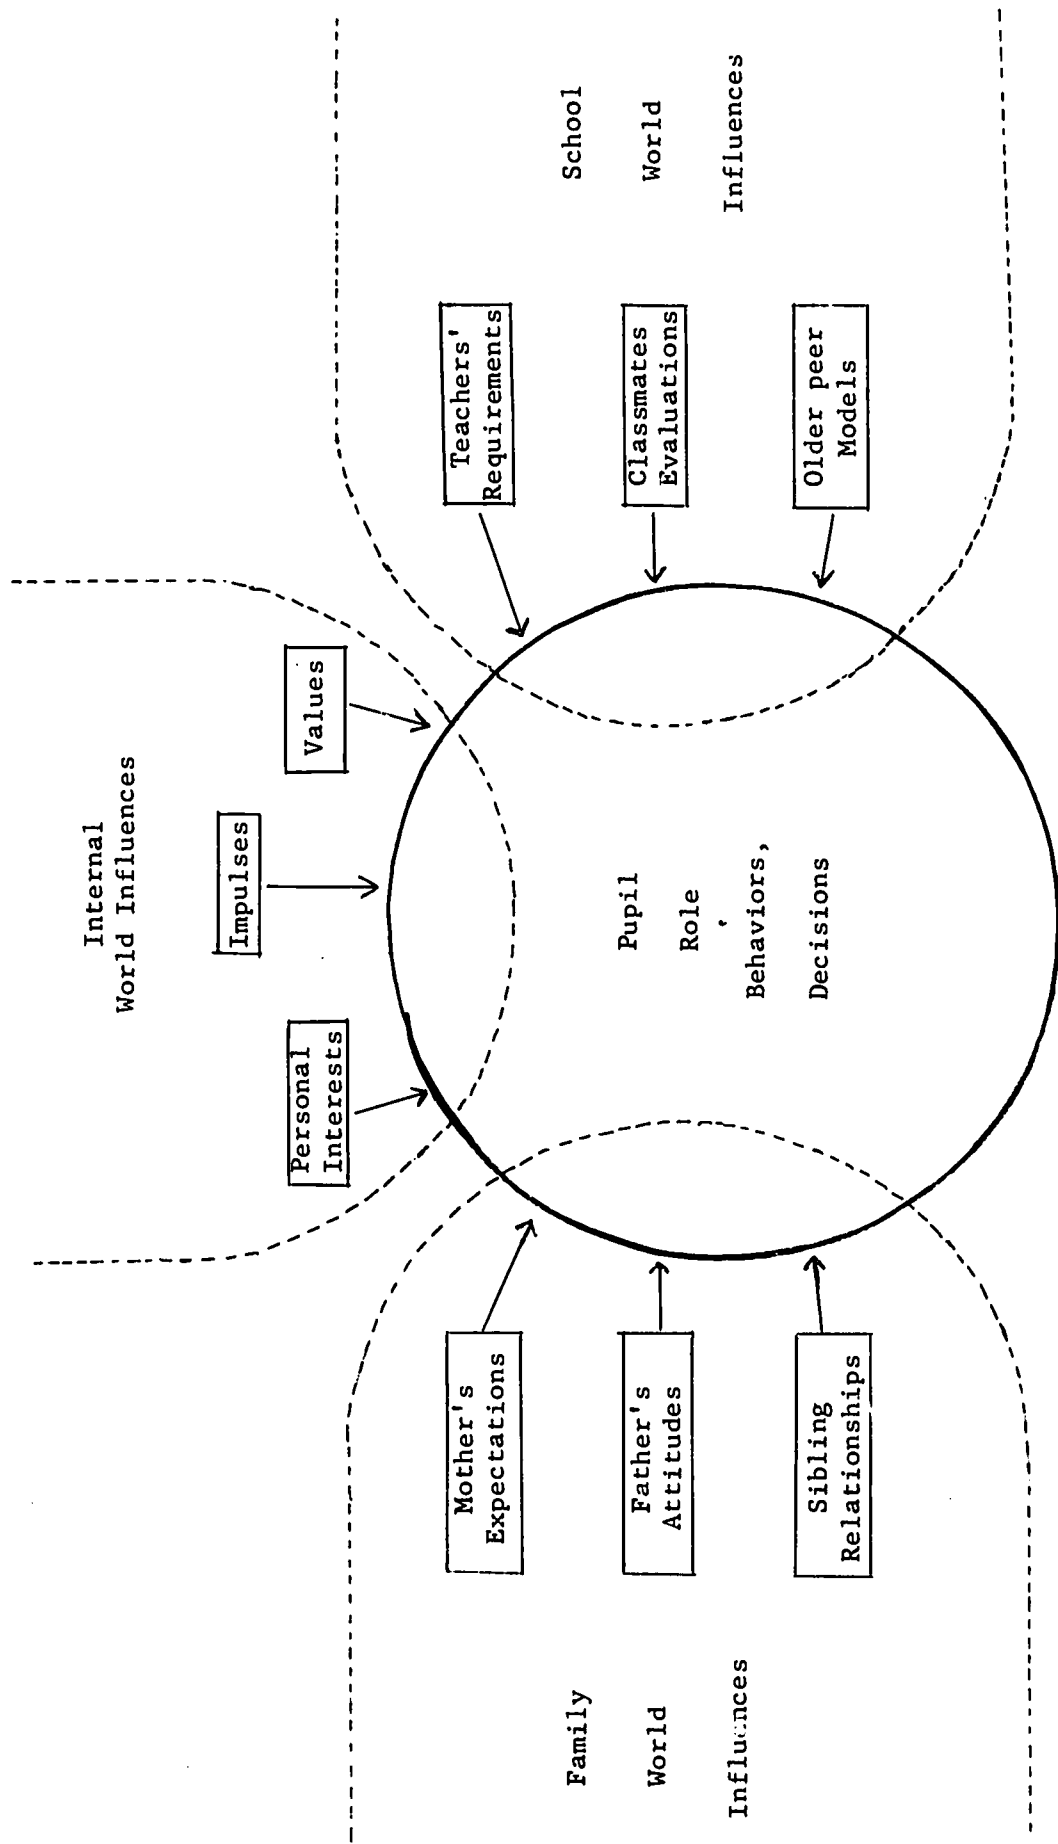 Internal
World Influences
Personal
Interests
Impulses
Values
Mother's
Expectations
Father's
Attitudes
Sibling
Relationships
Family
World
Influences
Pupil
Role
Behaviors,
Decisions
Teachers'
Requirements
Classmates
Evaluations
Older peer
Models
School
World
Influences